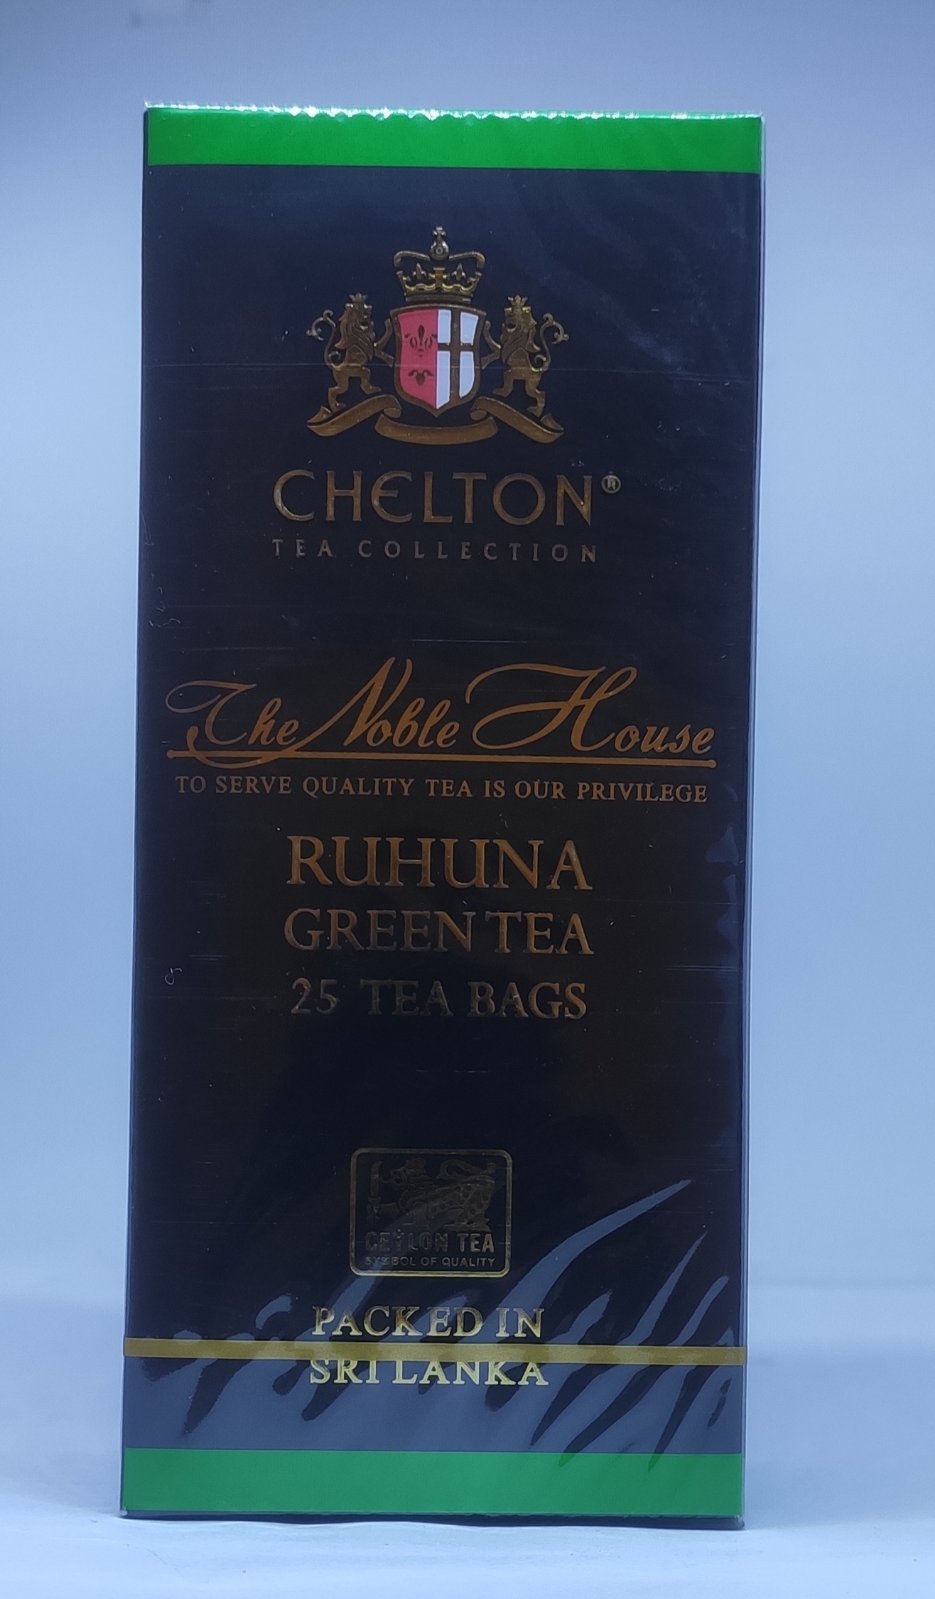 CHELTON®
TEA COLLECTION
The Noble House
TO SERVE QUALITY TEA IS OUR PRIVILEGE
RUHUNA
GREEN TEA
25 TEA BAGS
CEYLON TEA
SYMBOL OF QUALITY
PACKED IN
SRI LANKA